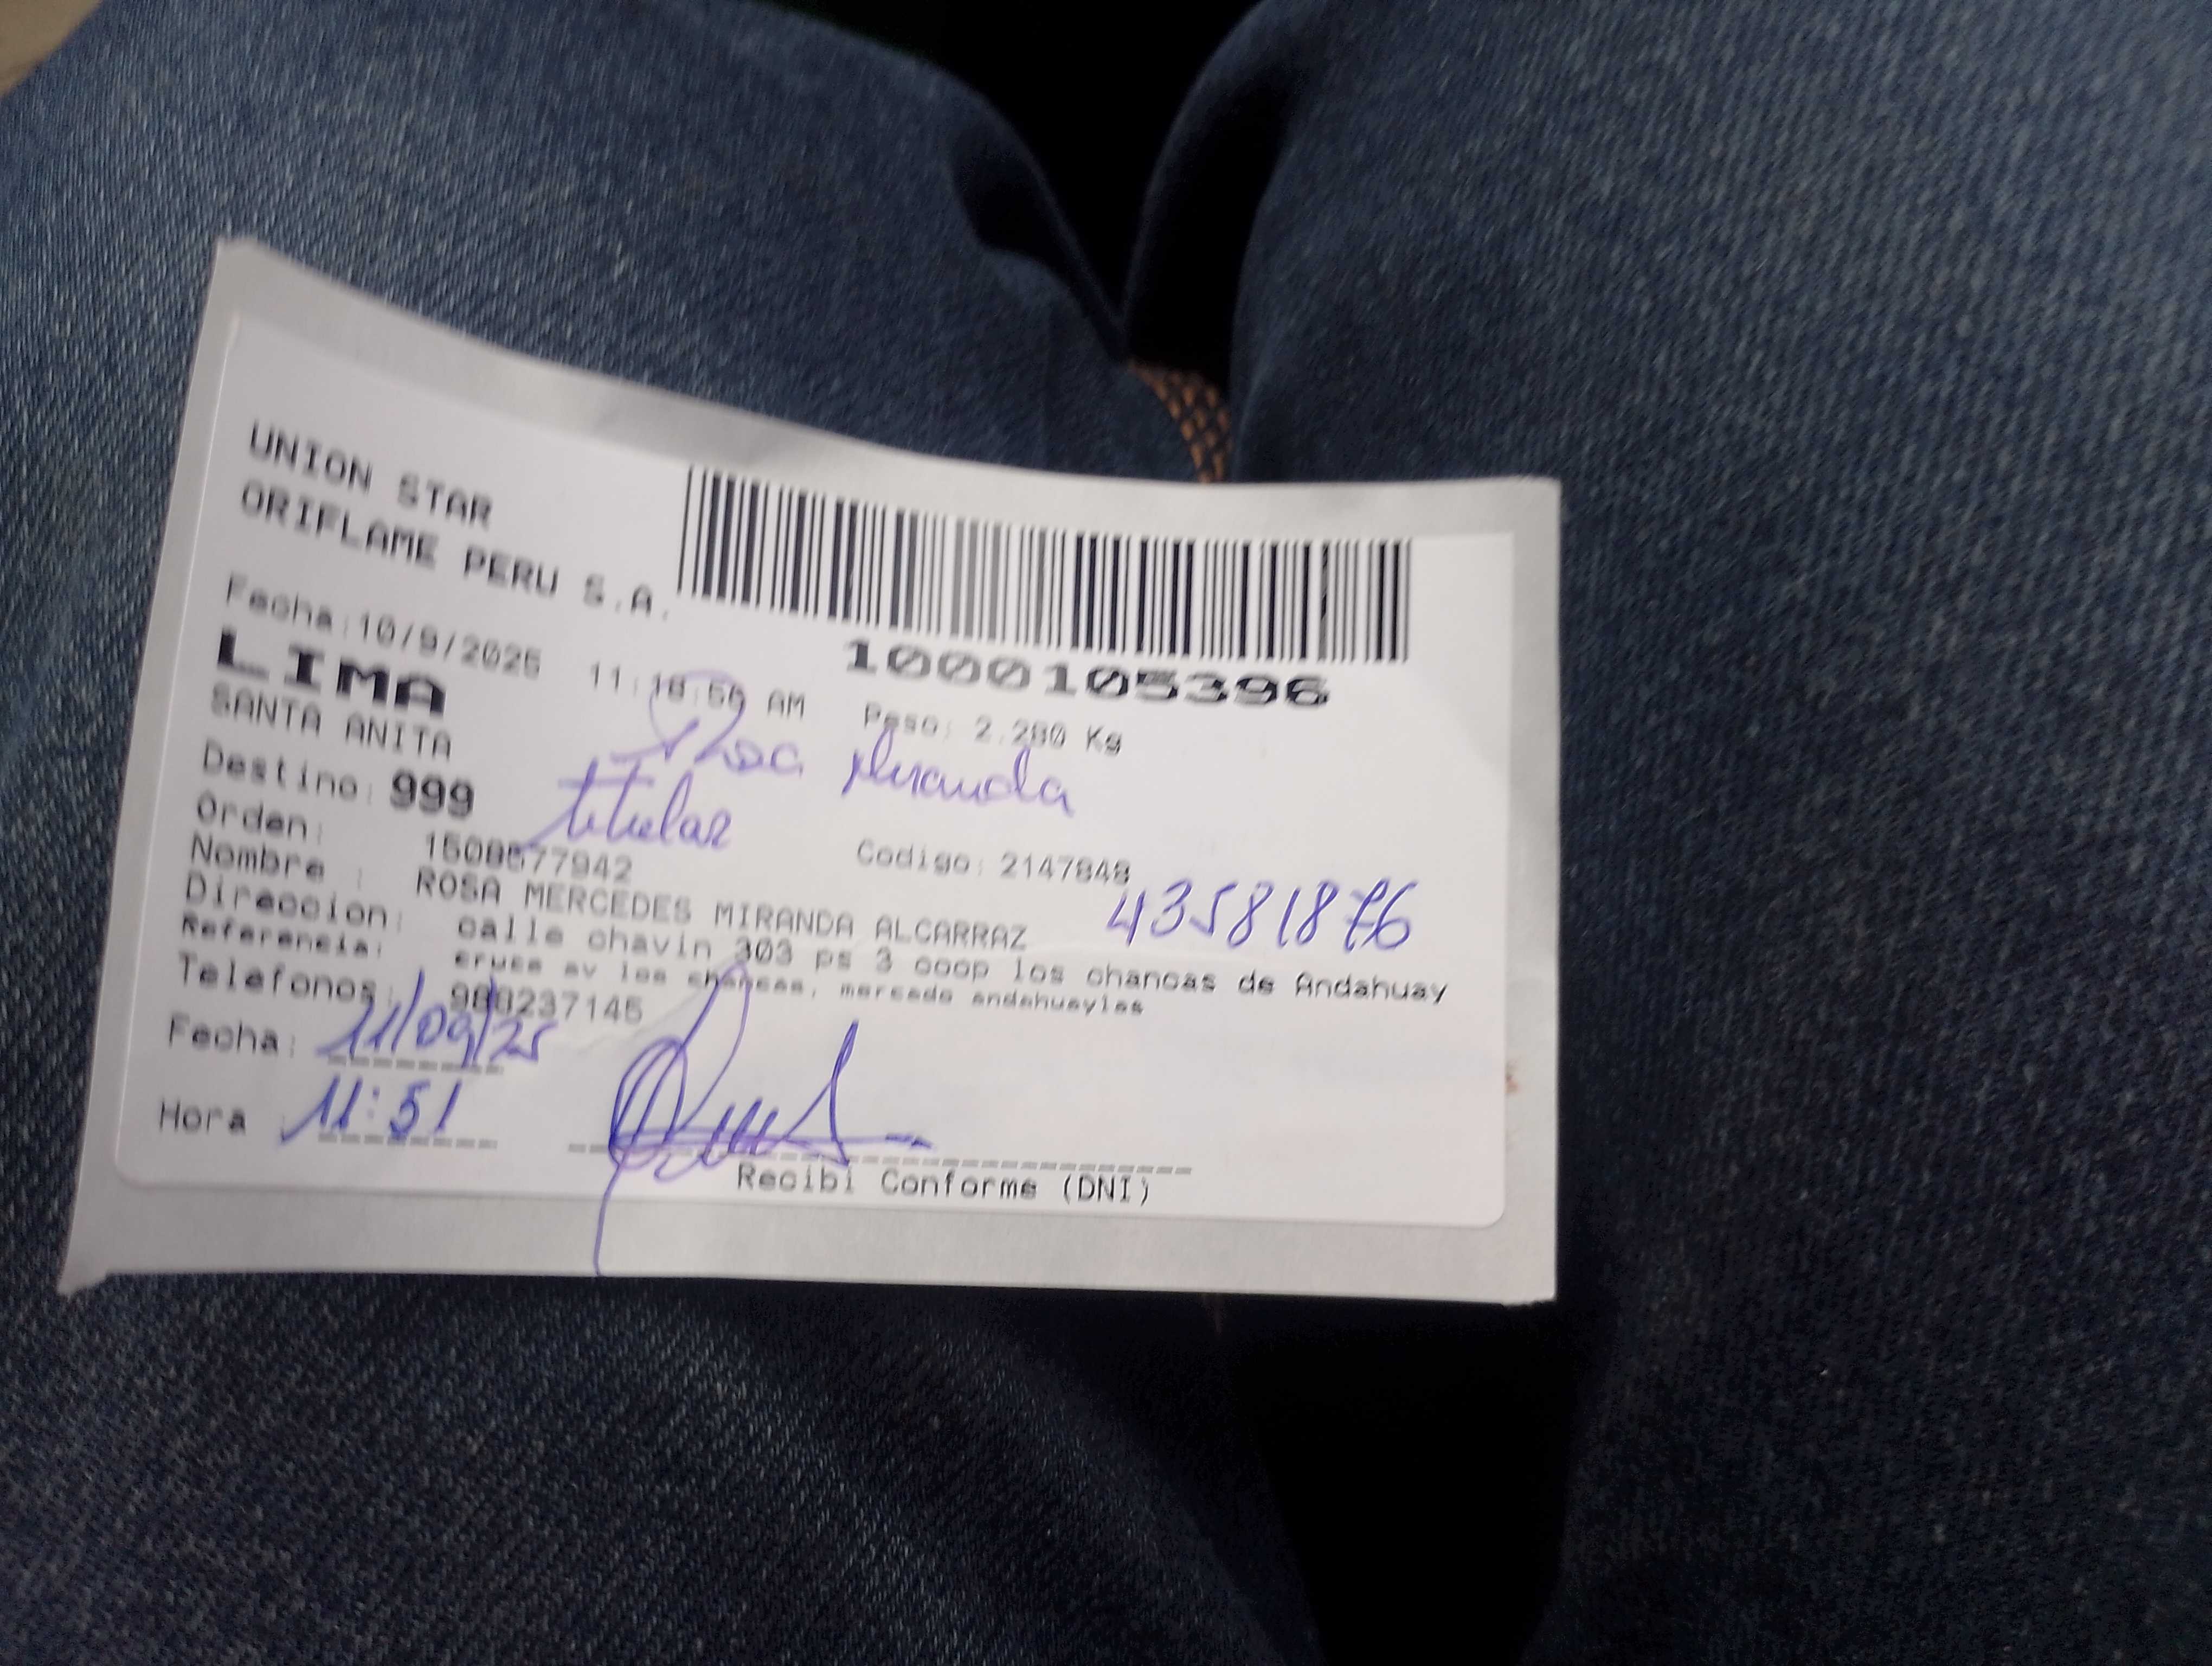 UNION STAR
ORIFLAME PERU S.A.
1000105396
Fecha:10/9/2025 11:18:56 AM Peso: 2.280 Kg
LIMA
SANTA ANITA
Rosa Miranda
titular
Destino: 999
Orden: 1508577942 Codigo: 2147848
Nombre : ROSA MERCEDES MIRANDA ALCARRAZ
43581876
Direccion: calle chavin 303 ps 3 coop los chancas de Andahuay
Referencia: cruce av los chancas, mercado andahuaylas
Telefonos: 988237145
Fecha: 11/09/25
Hora 11:51
Recibi Conforme (DNI)